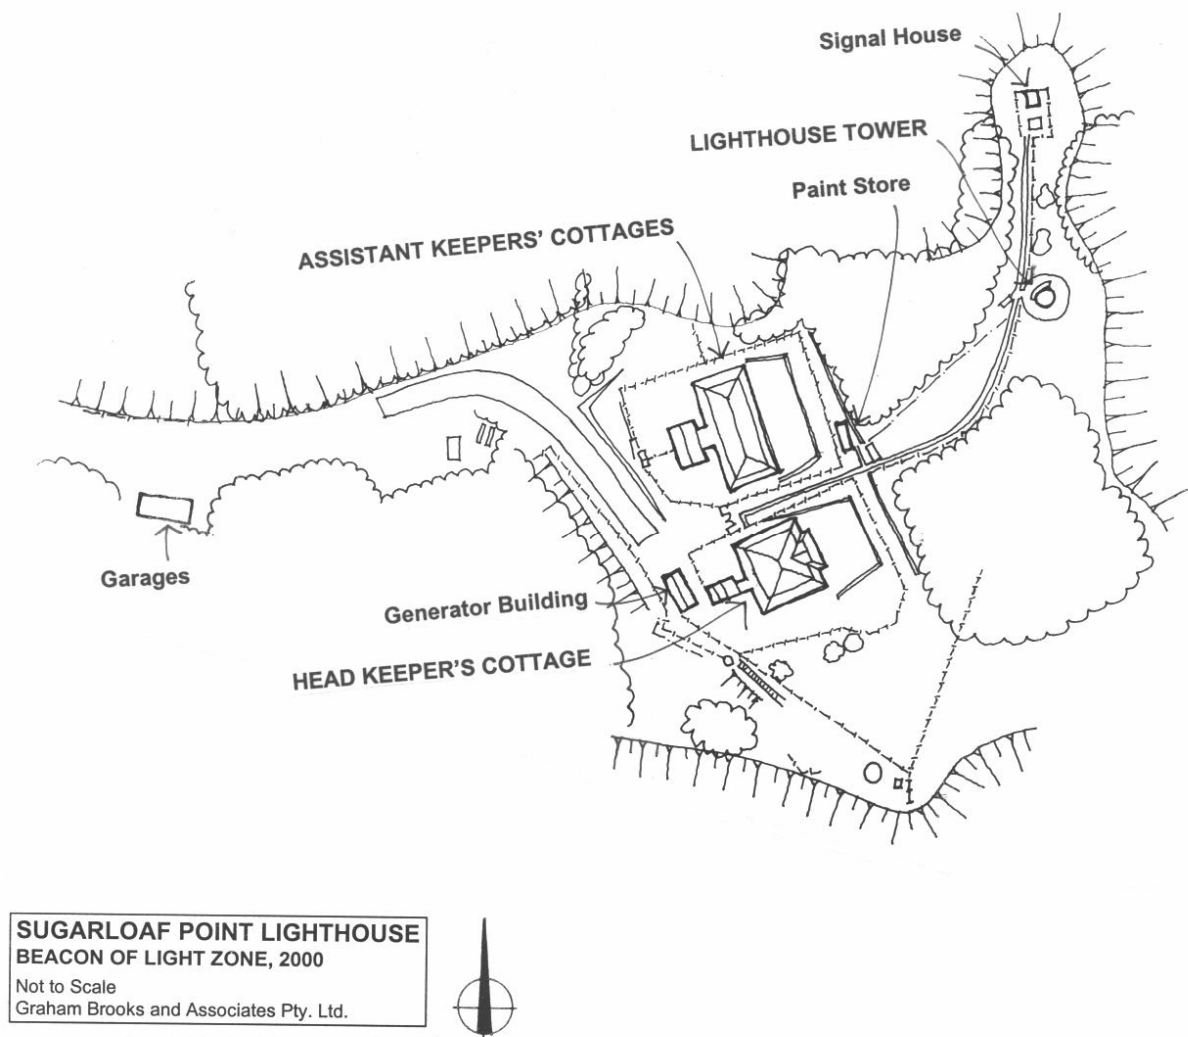 Signal House
LIGHTHOUSE TOWER
Paint Store
ASSISTANT KEEPERS' COTTAGES
Garages
Generator Building
HEAD KEEPER'S COTTAGE
SUGARLOAF POINT LIGHTHOUSE
BEACON OF LIGHT ZONE, 2000
Not to Scale
Graham Brooks and Associates Pty. Ltd.